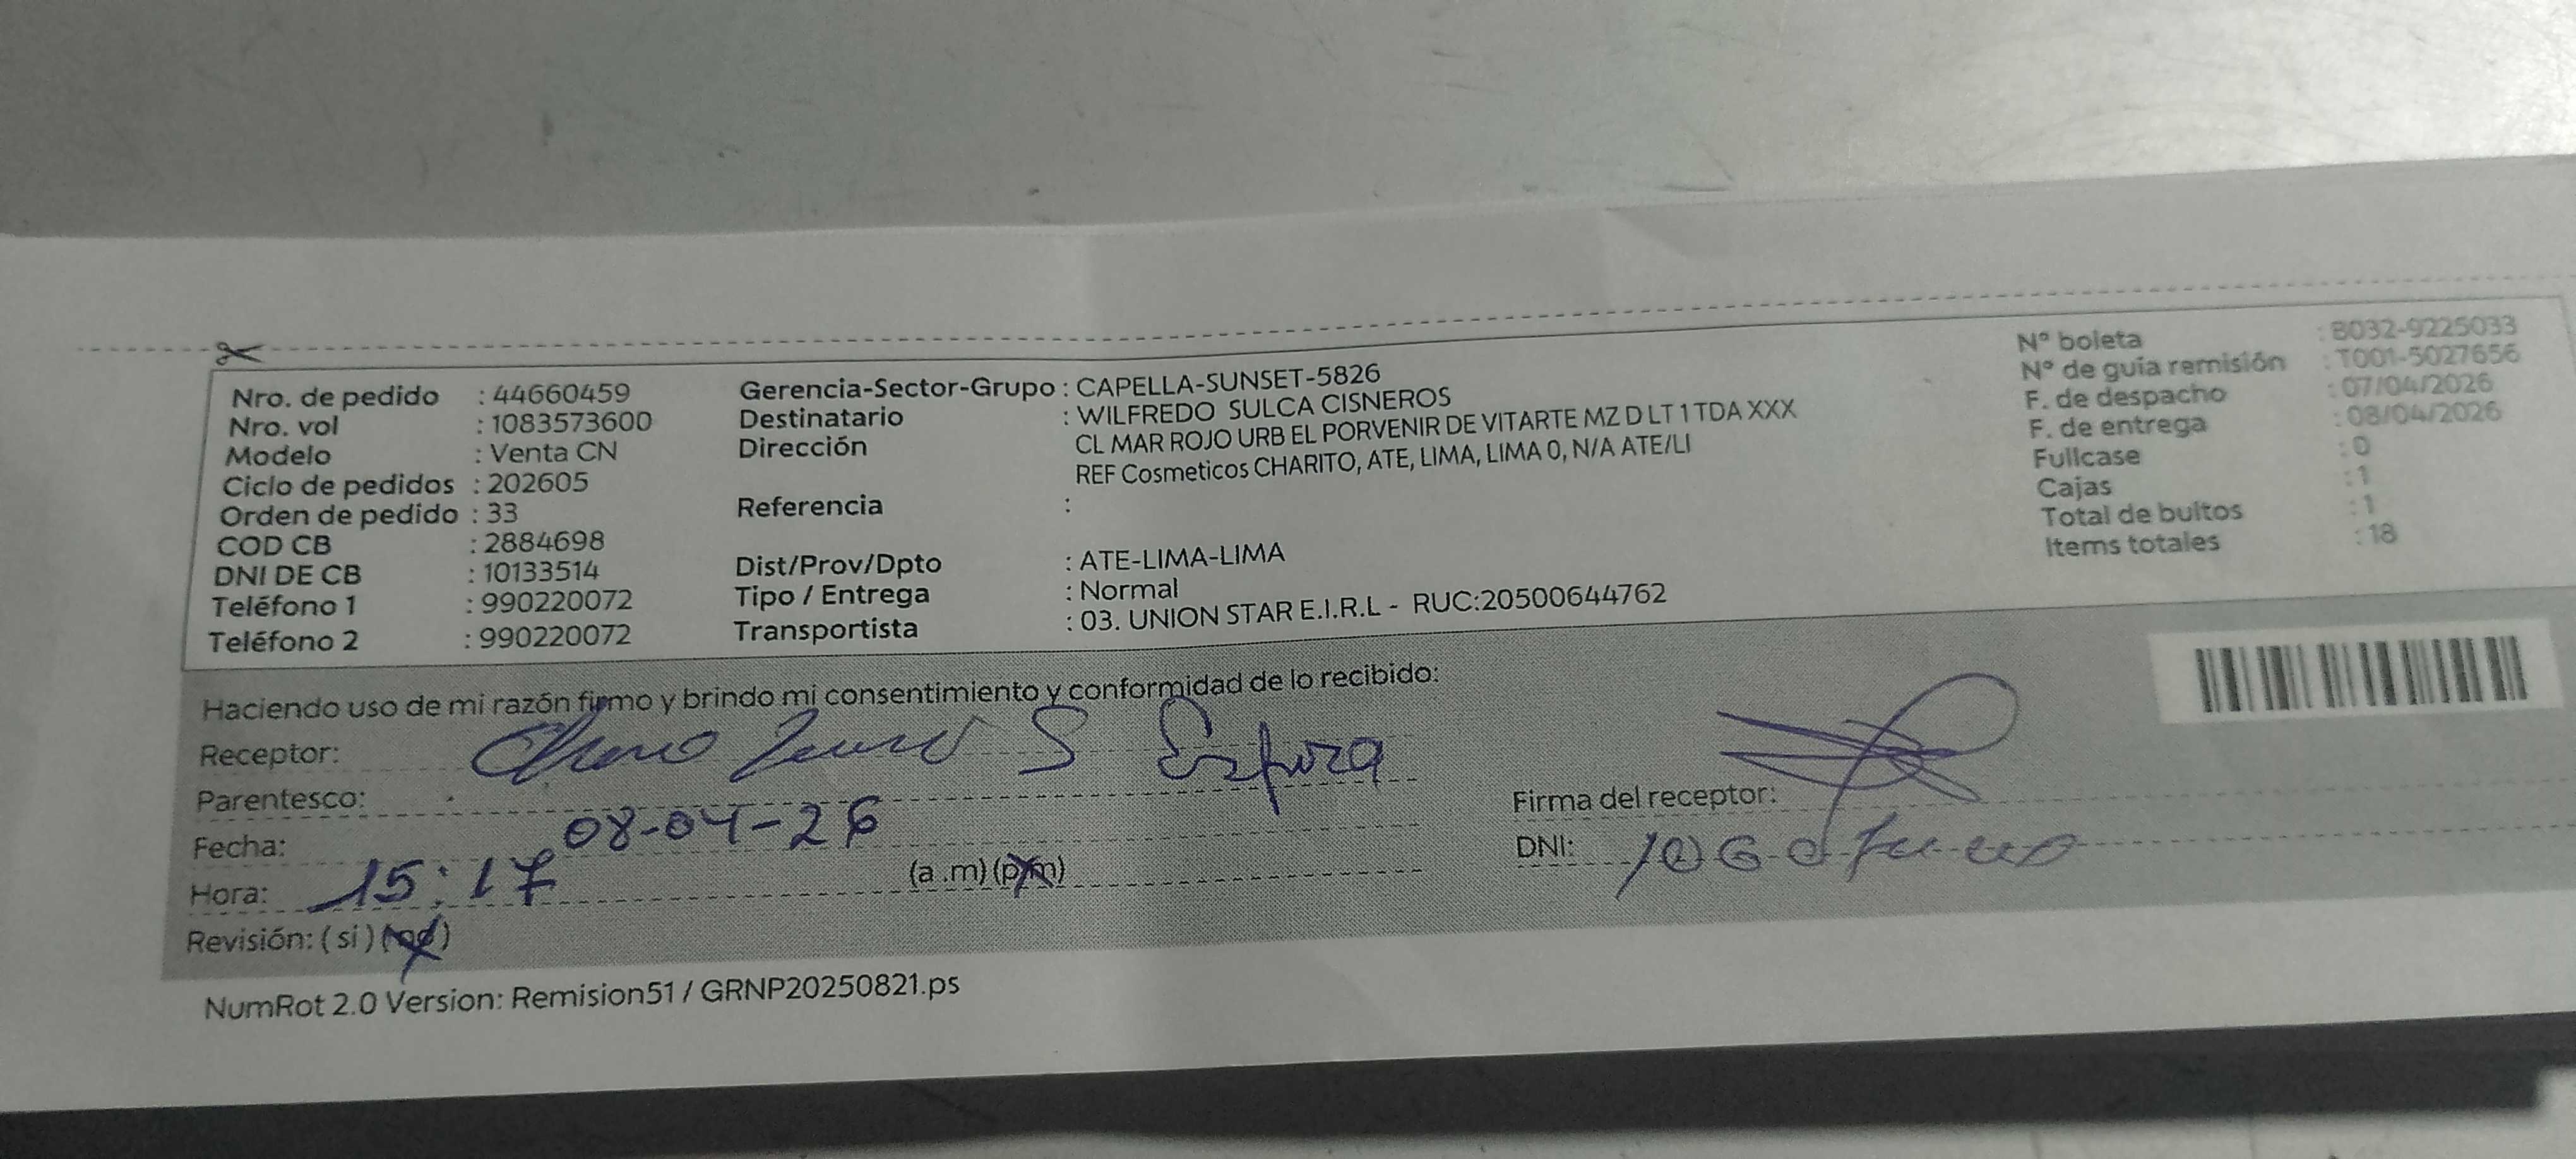 Nro. de pedido : 44660459
Nro. vol : 1083573600
Modelo : Venta CN
Ciclo de pedidos : 202605
Orden de pedido : 33
COD CB : 2884698
DNI DE CB : 10133514
Teléfono 1 : 990220072
Teléfono 2 : 990220072
Gerencia-Sector-Grupo : CAPELLA-SUNSET-5826
Destinatario : WILFREDO SULCA CISNEROS
Dirección CL MAR ROJO URB EL PORVENIR DE VITARTE MZ D LT 1 TDA XXX
REF Cosmeticos CHARITO, ATE, LIMA, LIMA 0, N/A ATE/LI
Referencia :
Dist/Prov/Dpto : ATE-LIMA-LIMA
Tipo / Entrega : Normal
Transportista : 03. UNION STAR E.I.R.L - RUC:20500644762
N° boleta : B032-9225033
N° de guía remisión : T001-5027656
F. de despacho : 07/04/2026
F. de entrega : 08/04/2026
Fullcase : 0
Cajas : 1
Total de bultos : 1
Items totales : 18
Haciendo uso de mi razón firmo y brindo mi consentimiento y conformidad de lo recibido:
Receptor:
Parentesco:
Fecha: 08-04-26
Hora: 15:17 (a .m) (p.m)
Revisión: ( si ) (no)
Firma del receptor:
DNI:
NumRot 2.0 Version: Remision51 / GRNP20250821.ps